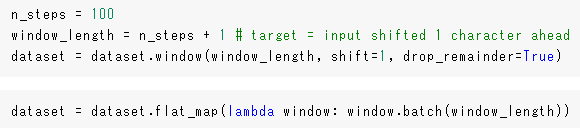 n_steps = 100
window_length = n_steps + 1 # target = input shifted 1 character ahead
dataset = dataset.window(window_length, shift=1, drop_remainder=True)
dataset = dataset.flat_map(lambda window: window.batch(window_length))